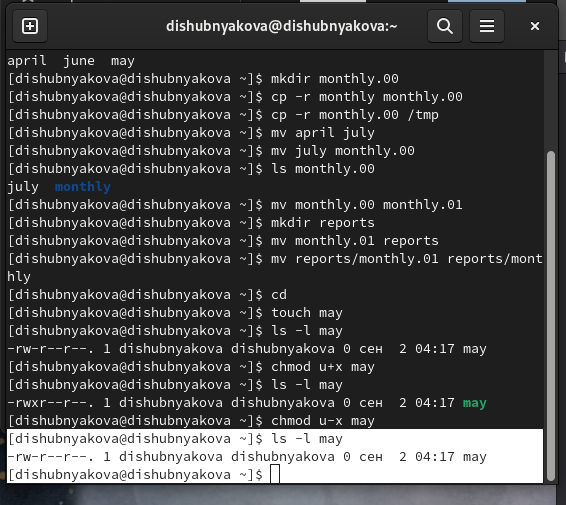 dishubnyakova@dishubnyakova:~
april  june  may
[dishubnyakova@dishubnyakova ~]$ mkdir monthly.00
[dishubnyakova@dishubnyakova ~]$ cp -r monthly monthly.00
[dishubnyakova@dishubnyakova ~]$ cp -r monthly.00 /tmp
[dishubnyakova@dishubnyakova ~]$ mv april july
[dishubnyakova@dishubnyakova ~]$ mv july monthly.00
[dishubnyakova@dishubnyakova ~]$ ls monthly.00
july  monthly
[dishubnyakova@dishubnyakova ~]$ mv monthly.00 monthly.01
[dishubnyakova@dishubnyakova ~]$ mkdir reports
[dishubnyakova@dishubnyakova ~]$ mv monthly.01 reports
[dishubnyakova@dishubnyakova ~]$ mv reports/monthly.01 reports/mont
hly
[dishubnyakova@dishubnyakova ~]$ cd
[dishubnyakova@dishubnyakova ~]$ touch may
[dishubnyakova@dishubnyakova ~]$ ls -l may
-rw-r--r--. 1 dishubnyakova dishubnyakova 0 сен  2 04:17 may
[dishubnyakova@dishubnyakova ~]$ chmod u+x may
[dishubnyakova@dishubnyakova ~]$ ls -l may
-rwxr--r--. 1 dishubnyakova dishubnyakova 0 сен  2 04:17 may
[dishubnyakova@dishubnyakova ~]$ chmod u-x may
[dishubnyakova@dishubnyakova ~]$ ls -l may
-rw-r--r--. 1 dishubnyakova dishubnyakova 0 сен  2 04:17 may
[dishubnyakova@dishubnyakova ~]$